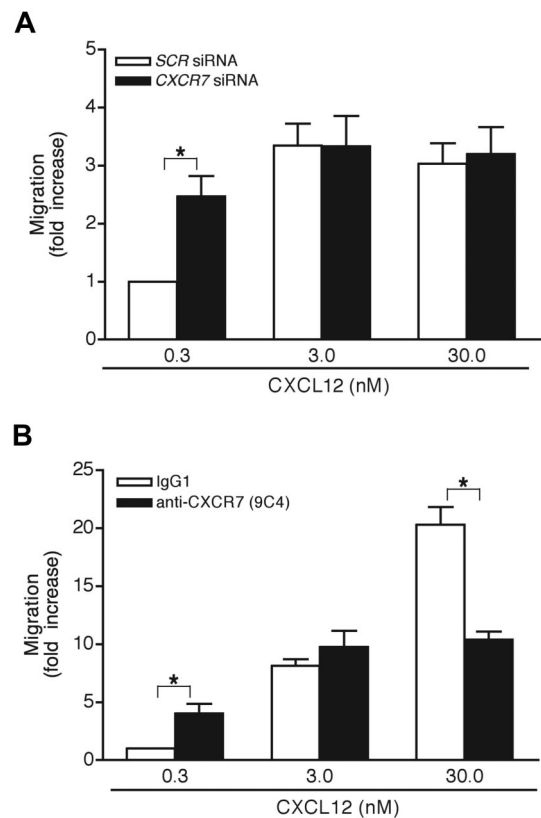 A
SCR siRNA
CXCR7 siRNA
Migration
(fold increase)
5
4
3
2
1
0
*
0.3 3.0 30.0
CXCL12 (nM)
B
IgG1
anti-CXCR7 (9C4)
Migration
(fold increase)
25
20
15
10
5
0
*
*
0.3 3.0 30.0
CXCL12 (nM)